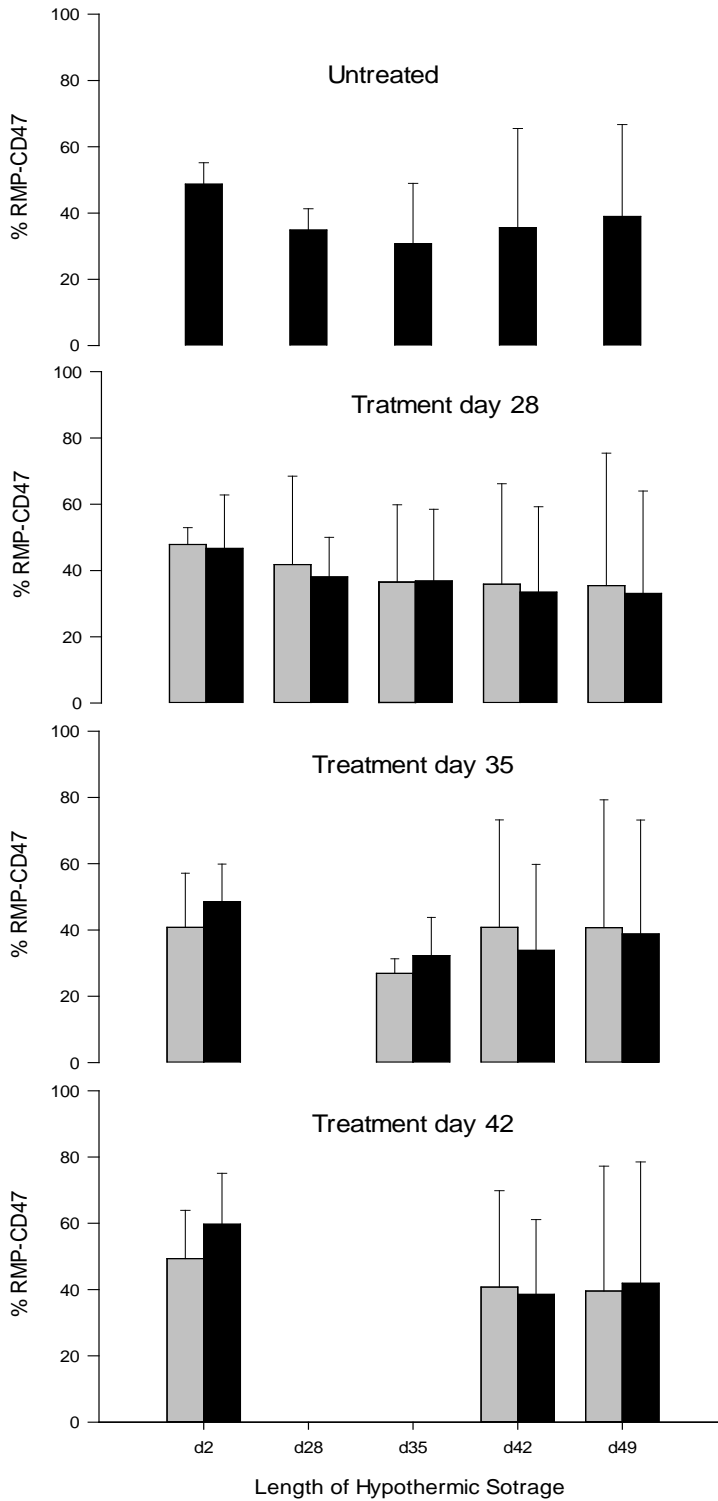 100
80
Untreated
60
% RMP-CD47
40
20
0
100
Tratment day 28
80
60
% RMP-CD47
40
20
0
100
Treatment day 35
80
60
% RMP-CD47
40
20
0
100
Treatment day 42
80
60
% RMP-CD47
40
20
0
d2 d28 d35 d42 d49
Length of Hypothermic Sotrage